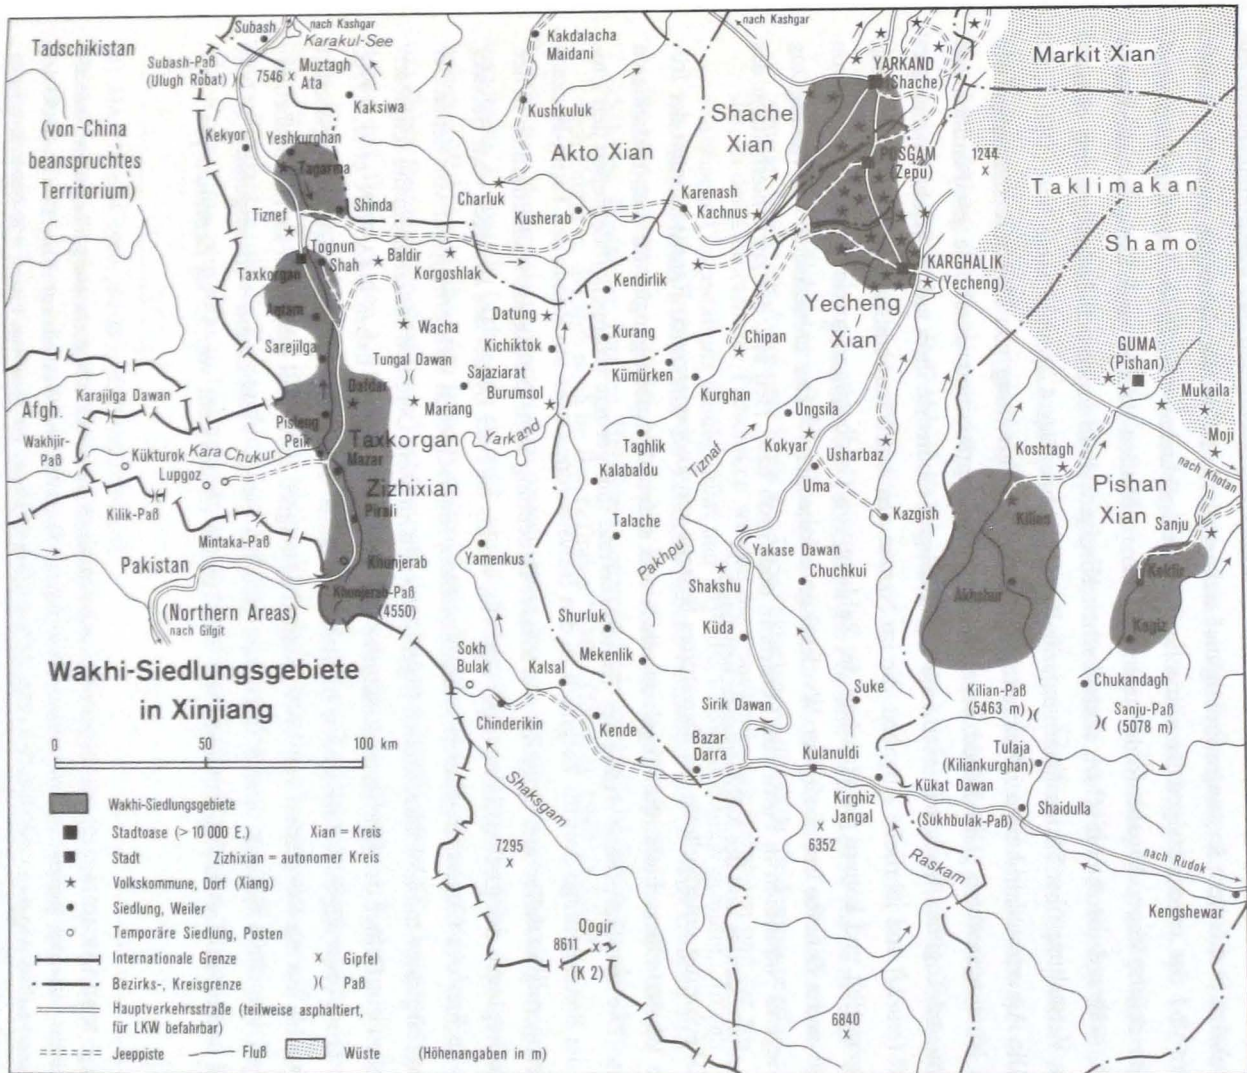 nach Kashgar
Subash
Karakul-See
Tadschikistan
Subash-Paß
(Ulugh Robat)
7546
Muztagh
Ata
Kaksiwa
(von China
beanspruchtes
Territorium)
Kekyor
Yeshkurghan
Tagarma
Shinda
Tiznef
Kakdalacha
Maidani
Kushkuluk
Akto Xian
Charluk
Kusherab
Karenash
Kachnus
nach Kashgar
YARKAND
(Shache)
Shache
Xian
POSGAM
(Zepu)
Markit Xian
1244
Taklimakan
Shamo
KARGHALIK
(Yecheng)
Yecheng
Xian
Tognun
Shah
Taxkorgan
Baldir
Korgoshlak
Kendirlik
Aqtam
Wacha
Datung
Kurang
Chipan
GUMA
(Pishan)
Sarejilga
Tungal Dawan
Kichiktok
Kümürken
Sajaziarat
Kurghan
Mukaila
Karajilga Dawan
Dafdar
Mariang
Burumsol
Ungsila
Moji
Afgh.
Pisleng
Taxkorgan
Yarkand
Taghlik
Tiznaf
Kokyar
Koshtagh
nach Khotan
Wakhjir-
Paß
Kara Chukur
Peik
Kükturok
Mazar
Kalabaldu
Usharbaz
Lupgoz
Zizhixian
Uma
Pishan
Xian
Kilik-Paß
Pirali
Talache
Kazgish
Kilian
Sanju
Mintaka-Paß
Yamenkus
Pakhpu
Yakase Dawan
Pakistan
Khunjerab
Shakshu
Chuchkui
Akhshur
Koklir
Khunjerab-Paß
(4550)
(Northern Areas)
nach Gilgit
Shurluk
Küda
Kagiz
Wakhi-Siedlungsgebiete
in Xinjiang
Sokh
Bulak
Kalsal
Mekenlik
Chukandagh
Suke
Kilian-Paß
(5463 m)
Sanju-Paß
(5078 m)
Sirik Dawan
Chinderikin
Kende
Bazar
Darra
Kulanuldi
Tulaja
(Kiliankurghan)
Kükat Dawan
Kirghiz
Jangal
(Sukhbulak-Paß)
Shaidulla
Shaksgam
7295
6352
Raskam
nach Rudok
Kengshewar
Qogir
8611
(K 2)
6840
0 50 100 km
Wakhi-Siedlungsgebiete
Stadtoase (> 10 000 E.) Xian = Kreis
Stadt Zizhixian = autonomer Kreis
Volkskommune, Dorf (Xiang)
Siedlung, Weiler
Temporäre Siedlung, Posten
Internationale Grenze x Gipfel
Bezirks-, Kreisgrenze )( Paß
Hauptverkehrsstraße (teilweise asphaltiert,
für LKW befahrbar)
Jeeppiste Fluß Wüste (Höhenangaben in m)